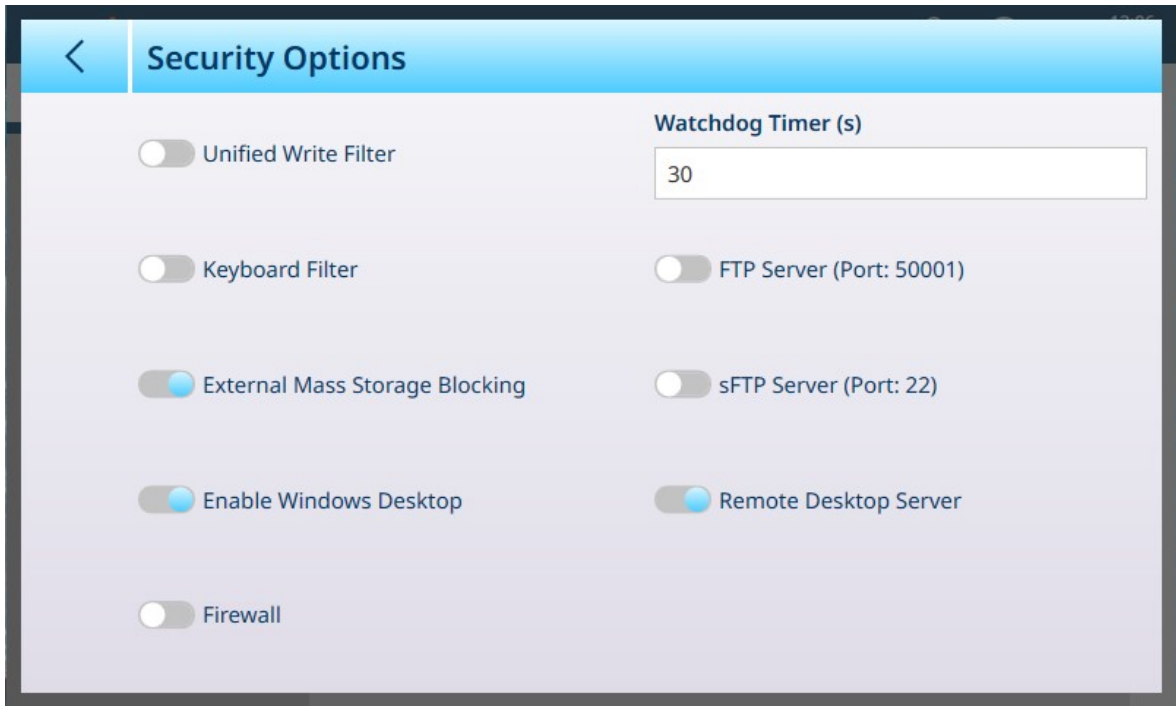 Security Options
Unified Write Filter
Watchdog Timer (s)
30
Keyboard Filter
FTP Server (Port: 50001)
External Mass Storage Blocking
sFTP Server (Port: 22)
Enable Windows Desktop
Remote Desktop Server
Firewall